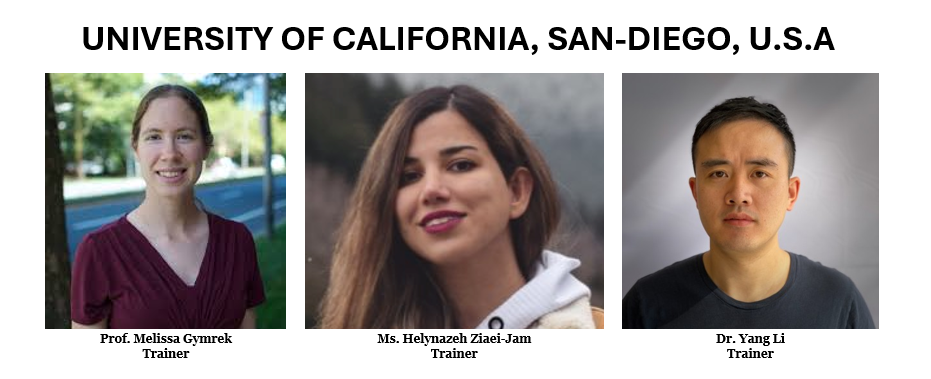 UNIVERSITY OF CALIFORNIA, SAN-DIEGO, U.S.A
Prof. Melissa Gymrek
Trainer
Ms. Helynazeh Ziaei-Jam
Trainer
Dr. Yang Li
Trainer